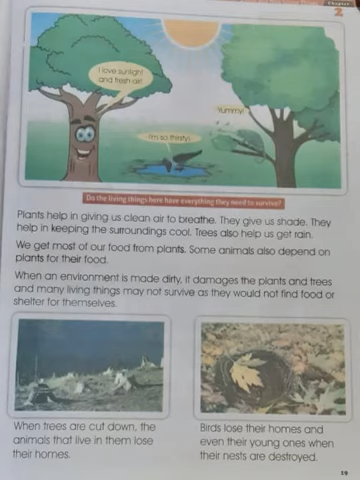 Chapter
2
I love sunlight
and fresh air!
Yummy!
I'm so thirsty!
Do the living things here have everything they need to survive?
Plants help in giving us clean air to breathe. They give us shade. They
help in keeping the surroundings cool. Trees also help us get rain.
We get most of our food from plants. Some animals also depend on
plants for their food.
When an environment is made dirty, it damages the plants and trees
and many living things may not survive as they would not find food or
shelter for themselves.
When trees are cut down, the
animals that live in them lose
their homes.
Birds lose their homes and
even their young ones when
their nests are destroyed.
19